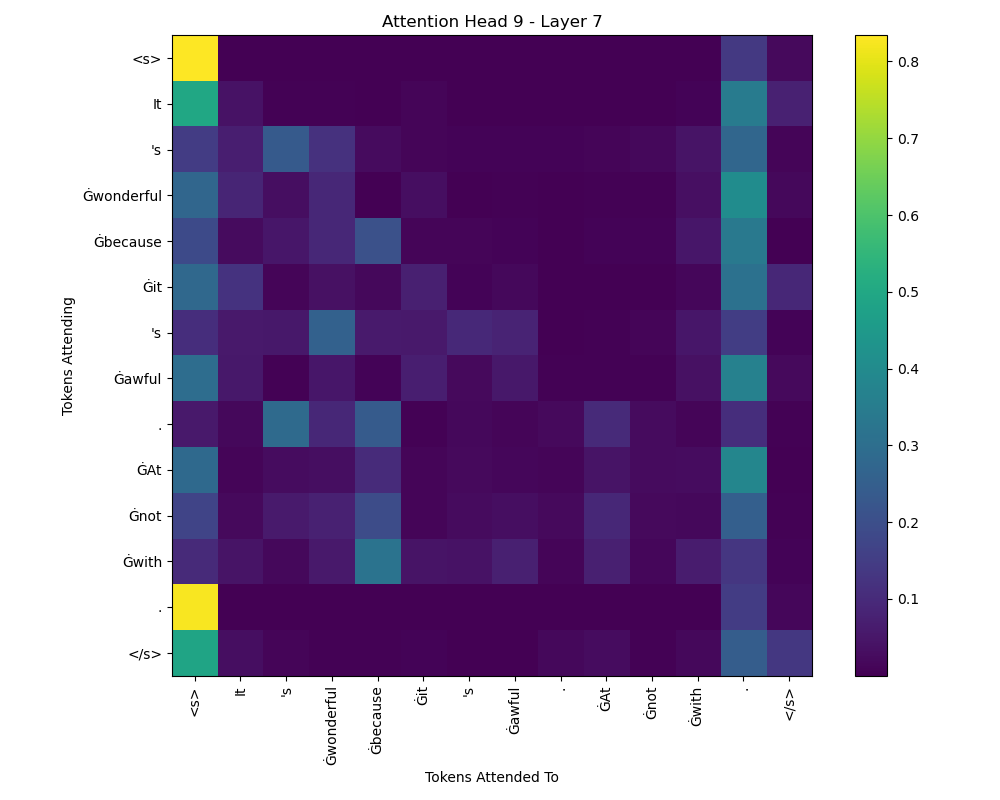 Attention Head 9 - Layer 7
Tokens Attending
<s>
It
's
Ġwonderful
Ġbecause
Ġit
's
Ġawful
.
ĠAt
Ġnot
Ġwith
.
</s>
<s>
It
's
Ġwonderful
Ġbecause
Ġit
's
Ġawful
.
ĠAt
Ġnot
Ġwith
.
</s>
Tokens Attended To
0.8
0.7
0.6
0.5
0.4
0.3
0.2
0.1